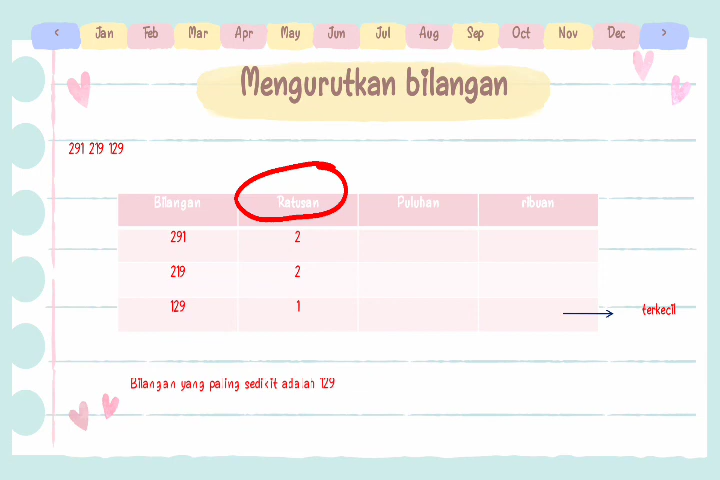 < Jan Feb Mar Apr May Jun Jul Aug Sep Oct Nov Dec >
Mengurutkan bilangan
291 219 129
Bilangan Ratusan Puluhan ribuan
291 2
219 2
129 1
terkecil
Bilangan yang paling sedikit adalah 129